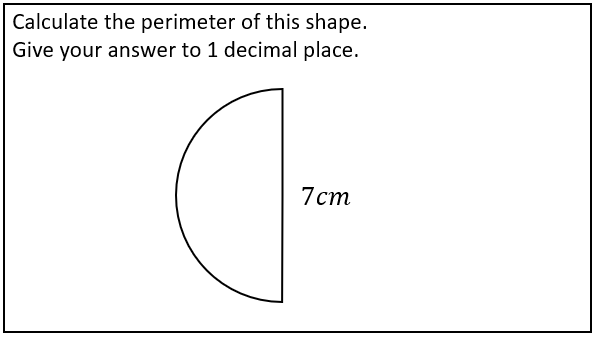 Calculate the perimeter of this shape.
Give your answer to 1 decimal place.
7cm